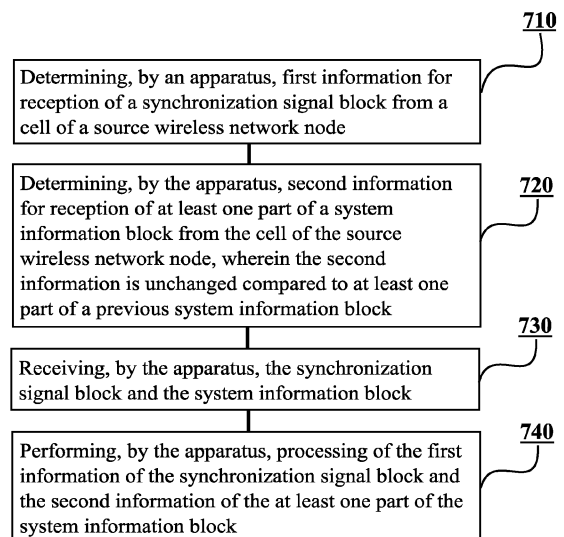 710
Determining, by an apparatus, first information for
reception of a synchronization signal block from a
cell of a source wireless network node
720
Determining, by the apparatus, second information
for reception of at least one part of a system
information block from the cell of the source
wireless network node, wherein the second
information is unchanged compared to at least one
part of a previous system information block
730
Receiving, by the apparatus, the synchronization
signal block and the system information block
740
Performing, by the apparatus, processing of the first
information of the synchronization signal block and
the second information of the at least one part of the
system information block